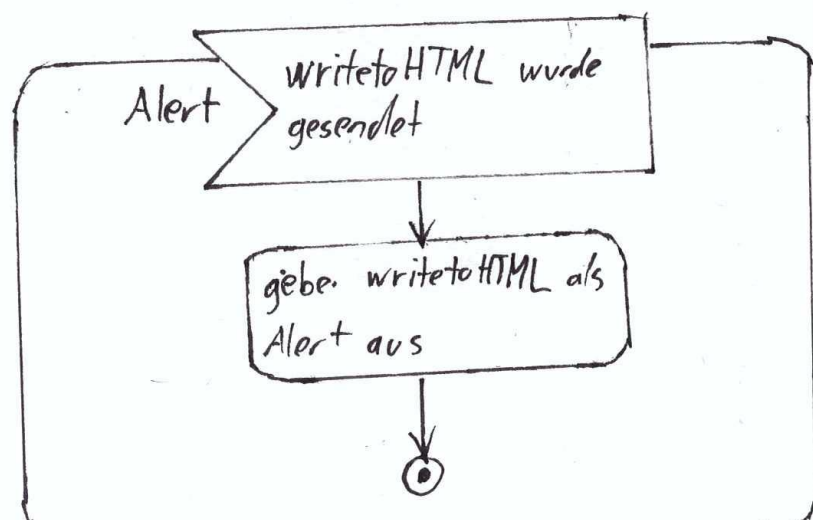 Alert
writetoHTML wurde
gesendet
gebe writetoHTML als
Alert aus